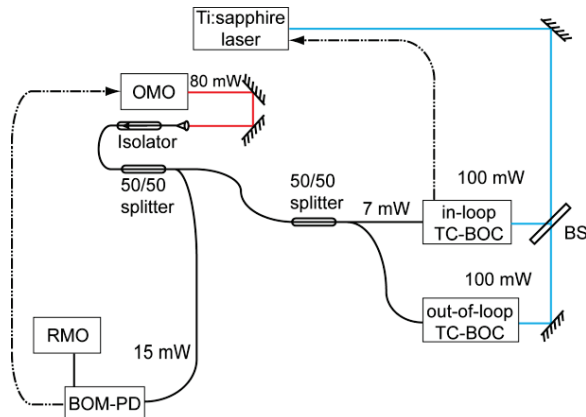 Ti:sapphire
laser
80 mW
OMO
Isolator
50/50
splitter
50/50
splitter
7 mW
100 mW
in-loop
TC-BOC
BS
100 mW
out-of-loop
TC-BOC
RMO
15 mW
BOM-PD